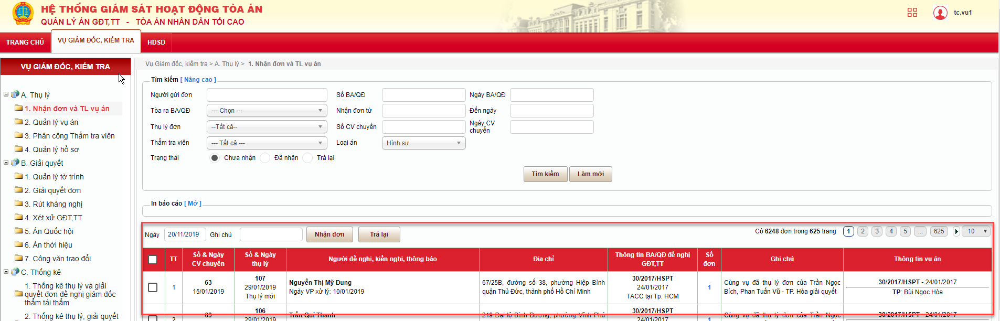 HỆ THỐNG GIÁM SÁT HOẠT ĐỘNG TÒA ÁN
QUẢN LÝ ÁN GĐT,TT - TÒA ÁN NHÂN DÂN TỐI CAO
tc.vu1
TRANG CHỦ
VỤ GIÁM ĐỐC, KIỂM TRA
HDSD
VỤ GIÁM ĐỐC, KIỂM TRA
A. Thụ lý
1. Nhận đơn và TL vụ án
2. Quản lý vụ án
3. Phân công Thẩm tra viên
4. Quản lý hồ sơ
B. Giải quyết
1. Quản lý tờ trình
2. Giải quyết đơn
3. Rút kháng nghị
4. Xét xử GĐT,TT
5. Án Quốc hội
6. Án thời hiệu
7. Công văn trao đổi
C. Thống kê
1. Thống kê thụ lý và giải
quyết đơn đề nghị giám đốc
thẩm tái thẩm
2. Thống kê thụ lý, giải quyết
Vụ Giám đốc, kiểm tra > A. Thụ lý > 1. Nhận đơn và TL vụ án
Tìm kiếm [ Nâng cao ]
Người gửi đơn
Số BA/QĐ
Ngày BA/QĐ
Tòa ra BA/QĐ
--- Chọn ---
Nhận đơn từ
Đến ngày
Thụ lý đơn
--Tất cả--
Số CV chuyển
Ngày CV
chuyển
Thẩm tra viên
--- Tất cả ---
Loại án
Hình sự
Trạng thái
Chưa nhận
Đã nhận
Trả lại
Tìm kiếm
Làm mới
In báo cáo [ Mở ]
Ngày
20/11/2019
Ghi chú
Nhận đơn
Trả lại
Có 6248 đơn trong 625 trang
1 2 3 4 5 ... 625
10
TT
Số & Ngày
CV chuyển
Số & Ngày
thụ lý
Người đề nghị, kiến nghị, thông báo
Địa chỉ
Thông tin BA/QĐ đề nghị
GĐT,TT
Số
đơn
Ghi chú
Thông tin vụ án
1
63
15/01/2019
107
29/01/2019
Thụ lý mới
Nguyễn Thị Mỹ Dung
Ngày VP xử lý: 10/01/2019
67/25B, đường số 38, phường Hiệp Bình
quận Thủ Đức, thành phố Hồ Chí Minh
30/2017/HSPT
24/01/2017
TACC tại Tp. HCM
1
Cùng vụ đã thụ lý đơn của Trần Ngọc
Bích, Phan Tuấn Vũ - TP. Hòa giải quyết
30/2017/HSPT - 24/01/2017
TP: Bùi Ngọc Hòa
2
63
106
29/01/2019
Trần Quí Thanh
219 Đại lộ Bình Dương, phường Vĩnh Phú
30/2017/HSPT
24/01/2017
1
Cùng vụ đã thụ lý đơn của Trần Ngọc
30/2017/HSPT - 24/01/2017